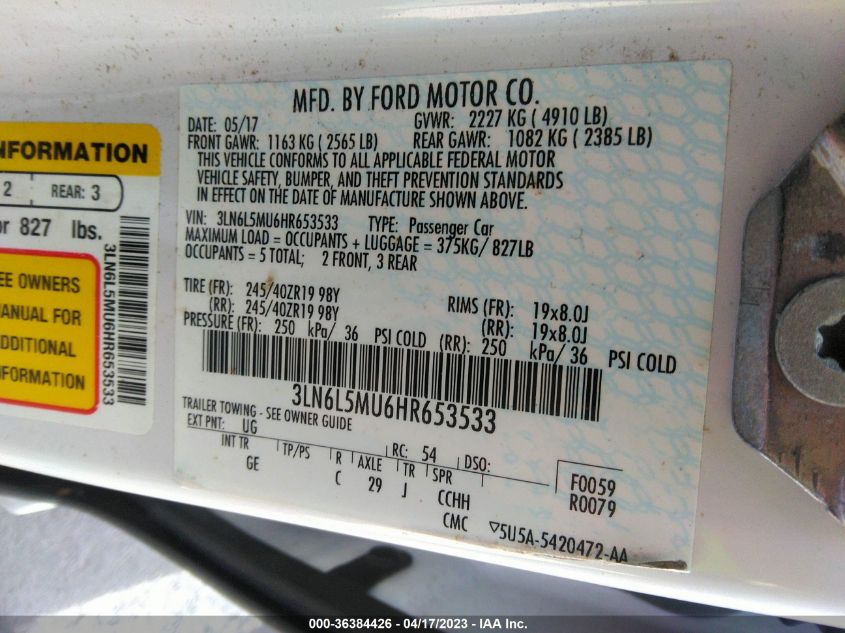 MFD. BY FORD MOTOR CO.
DATE: 05/17 GVWR: 2227 KG ( 4910 LB)
FRONT GAWR: 1163 KG ( 2565 LB) REAR GAWR: 1082 KG ( 2385 LB)
THIS VEHICLE CONFORMS TO ALL APPLICABLE FEDERAL MOTOR
VEHICLE SAFETY, BUMPER, AND THEFT PREVENTION STANDARDS
IN EFFECT ON THE DATE OF MANUFACTURE SHOWN ABOVE.
VIN: 3LN6L5MU6HR653533 TYPE: Passenger Car
MAXIMUM LOAD = OCCUPANTS + LUGGAGE = 375KG/ 827LB
OCCUPANTS = 5 TOTAL; 2 FRONT, 3 REAR
TIRE (FR): 245/40ZR19 98Y RIMS (FR): 19x8.0J
(RR): 245/40ZR19 98Y (RR): 19x8.0J
PRESSURE (FR): 250 kPa/ 36 PSI COLD (RR): 250 kPa/ 36 PSI COLD
3LN6L5MU6HR653533
TRAILER TOWING - SEE OWNER GUIDE
EXT PNT: UG RC: 54 DSO: F0059
INT TR TP/PS R AXLE TR SPR R0079
GE C 29 J CCHH
CMC ▽5U5A-5420472-AA
NFORMATION
2 REAR: 3
or 827 lbs.
EE OWNERS
MANUAL FOR
ADDITIONAL
NFORMATION
3LN6L5MU6HR653533
000-36384426 - 04/17/2023 - IAA Inc.